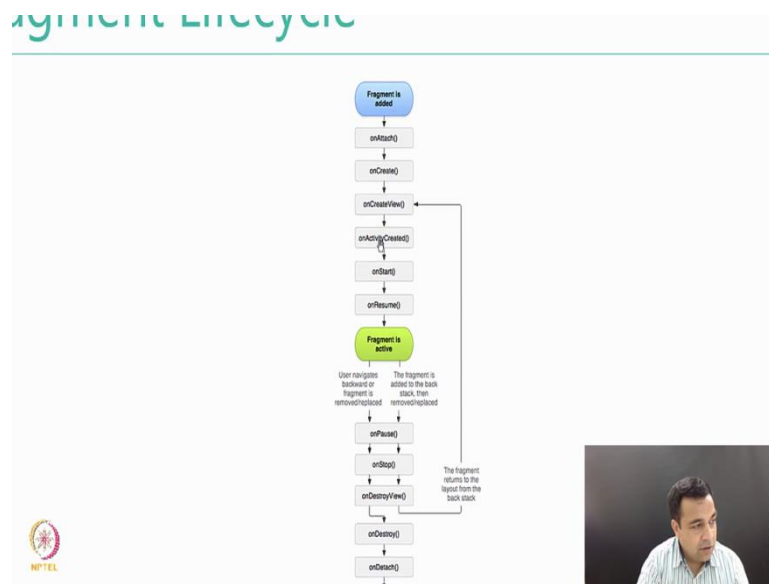 agment Lifecycle
Fragment is
added
onAttach()
onCreate()
onCreateView()
onActivityCreated()
onStart()
onResume()
Fragment is
active
User navigates
backward or
fragment is
removed/replaced
The fragment is
added to the back
stack, then
removed/replaced
onPause()
onStop()
onDestroyView()
The fragment
returns to the
layout from the
back stack
onDestroy()
onDetach()
NPTEL